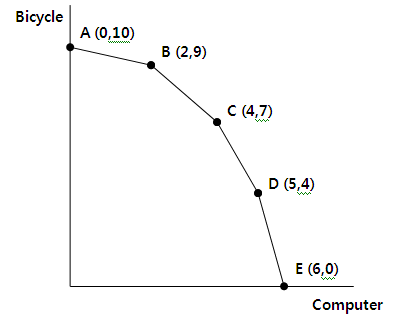 Bicycle
A (0,10)
B (2,9)
C (4,7)
D (5,4)
E (6,0)
Computer